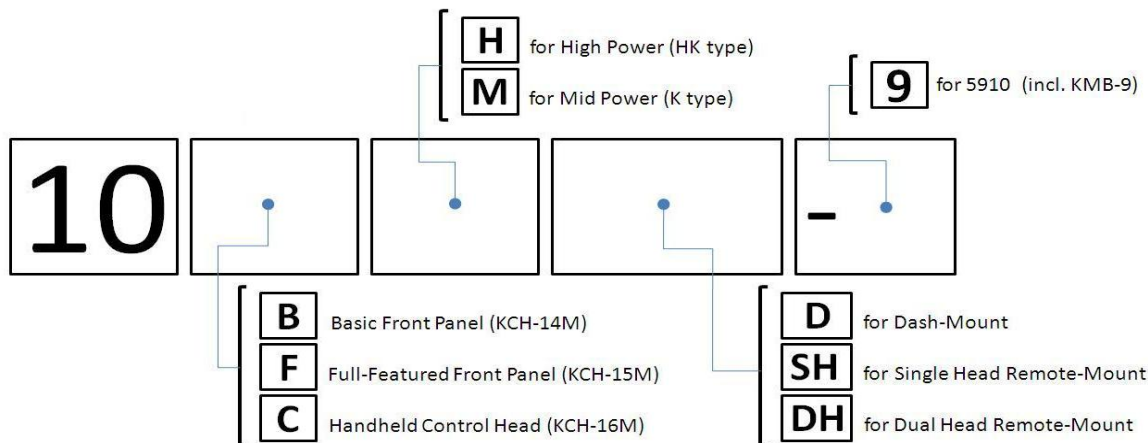 H for High Power (HK type)
M for Mid Power (K type)
9 for 5910 (incl. KMB-9)
10 -
B Basic Front Panel (KCH-14M)
F Full-Featured Front Panel (KCH-15M)
C Handheld Control Head (KCH-16M)
D for Dash-Mount
SH for Single Head Remote-Mount
DH for Dual Head Remote-Mount